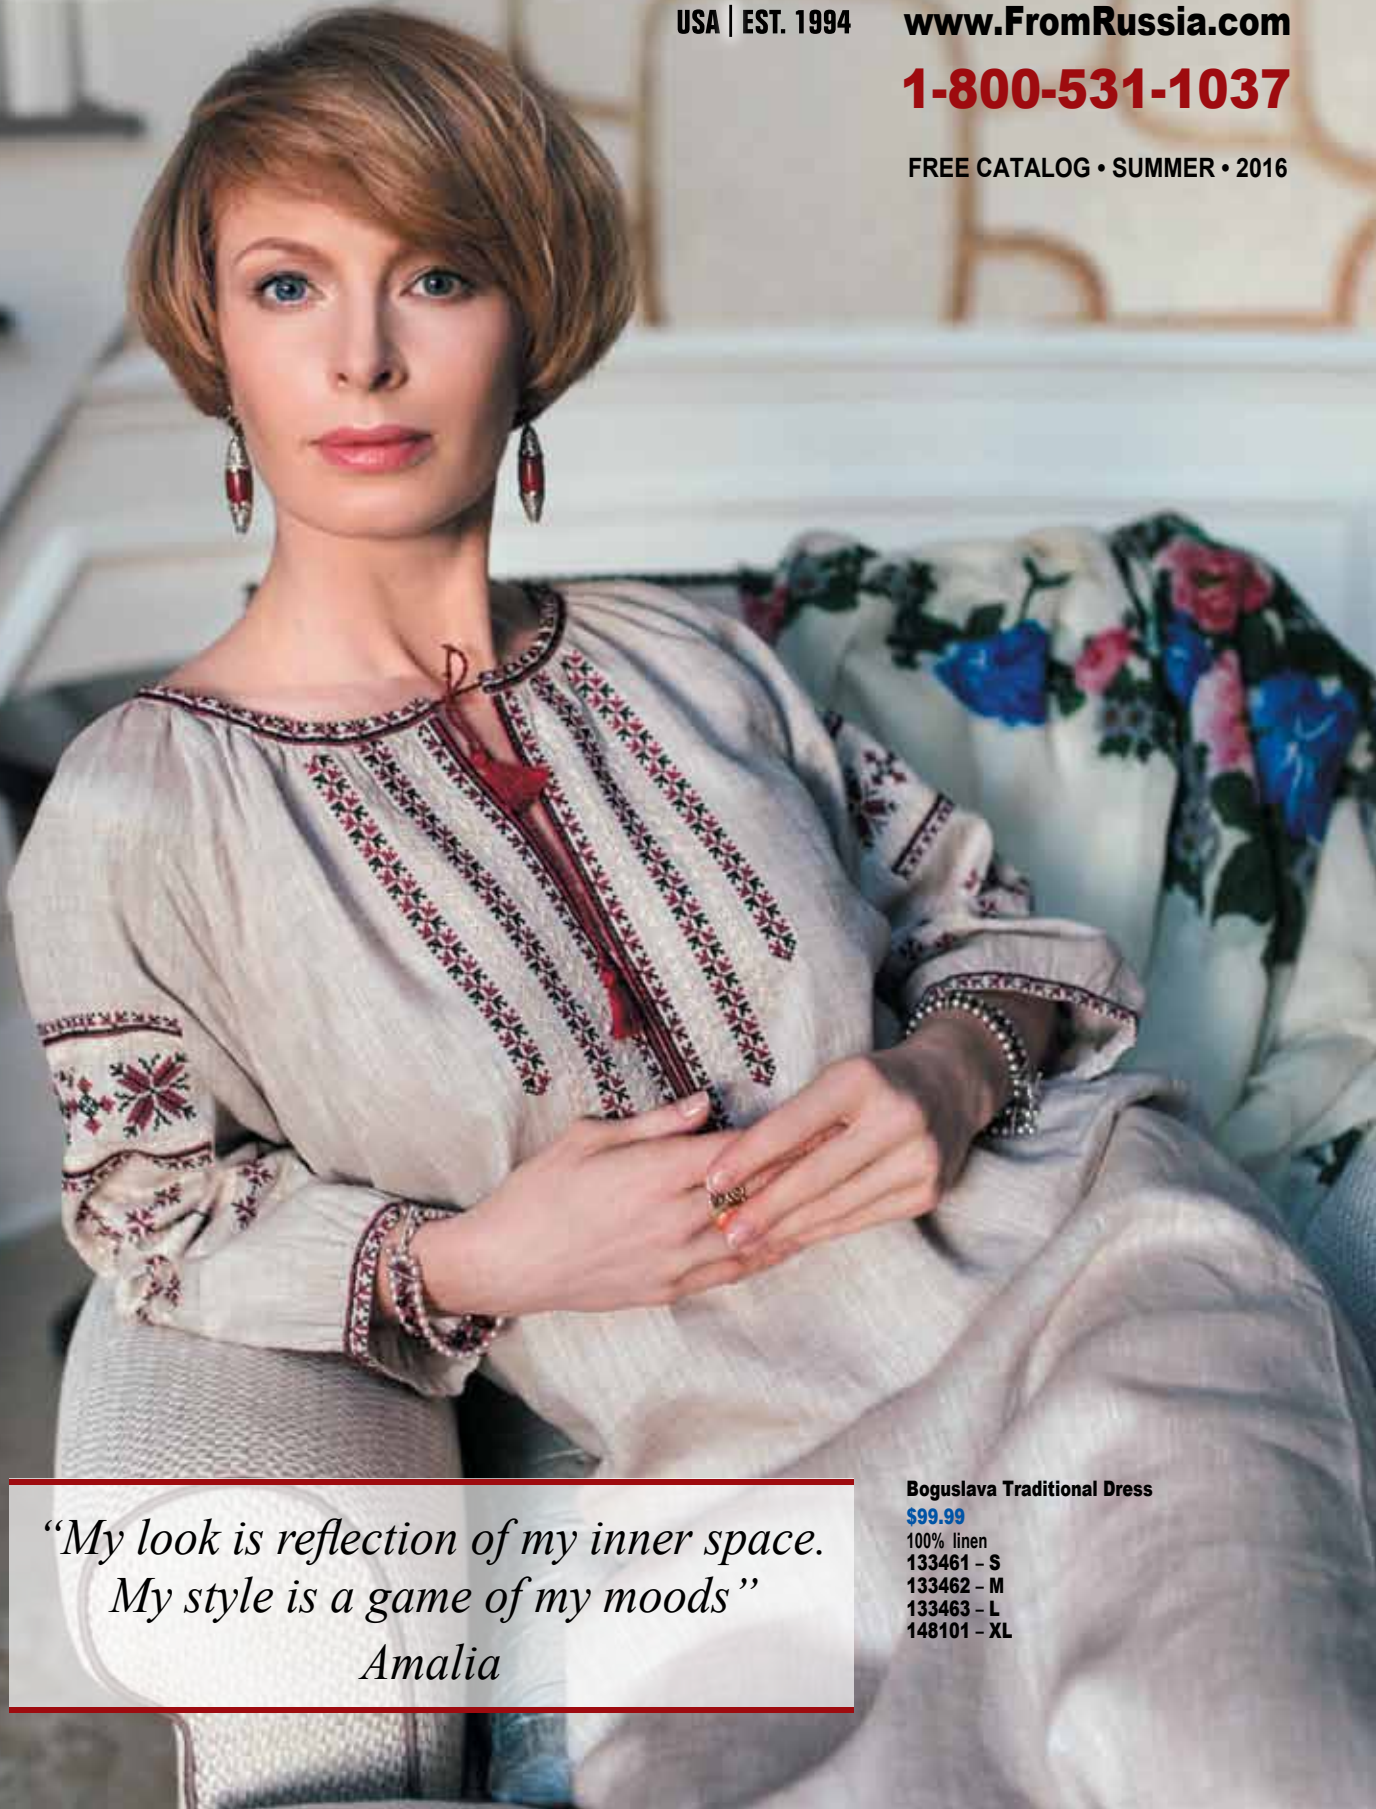 USA | EST. 1994
www.FromRussia.com
1-800-531-1037
FREE CATALOG • SUMMER • 2016
“My look is reflection of my inner space.
My style is a game of my moods”
Amalia
Boguslava Traditional Dress
$99.99
100% linen
133461 – S
133462 – M
133463 – L
148101 – XL